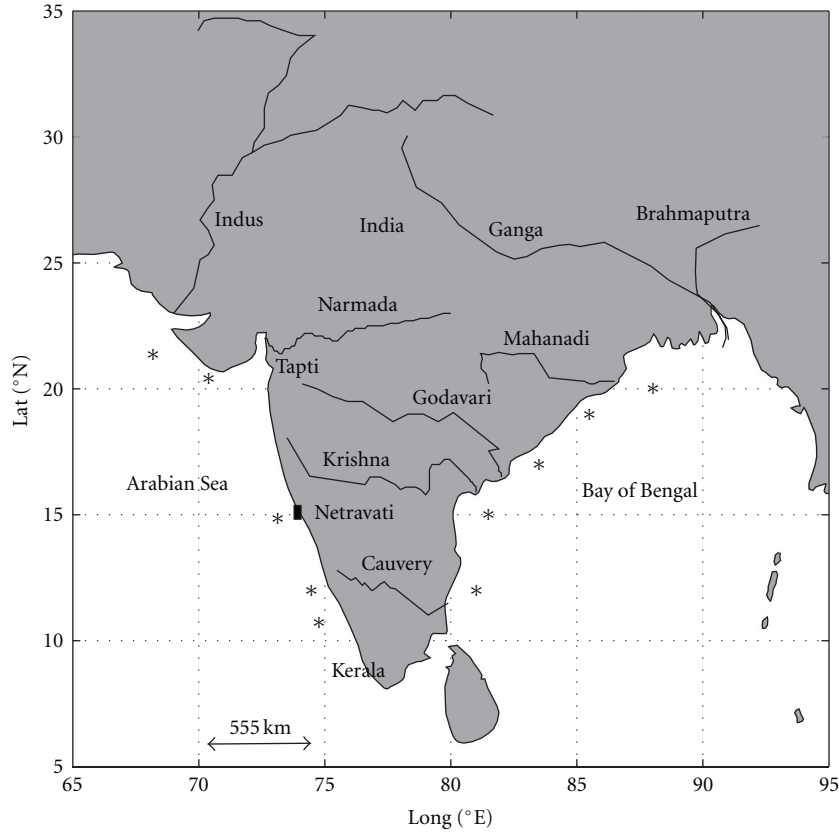 35
30
25
20
15
10
5
Lat (°N)
Indus
India
Ganga
Brahmaputra
Narmada
Mahanadi
Tapti
Godavari
Krishna
Arabian Sea
Bay of Bengal
Netravati
Cauvery
Kerala
555 km
65 70 75 80 85 90 95
Long (°E)